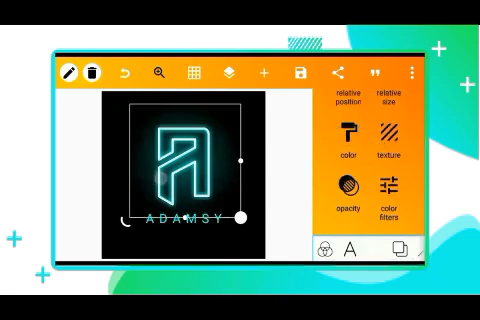 relative
position
relative
size
color
texture
opacity
color
filters
ADAMSY
A